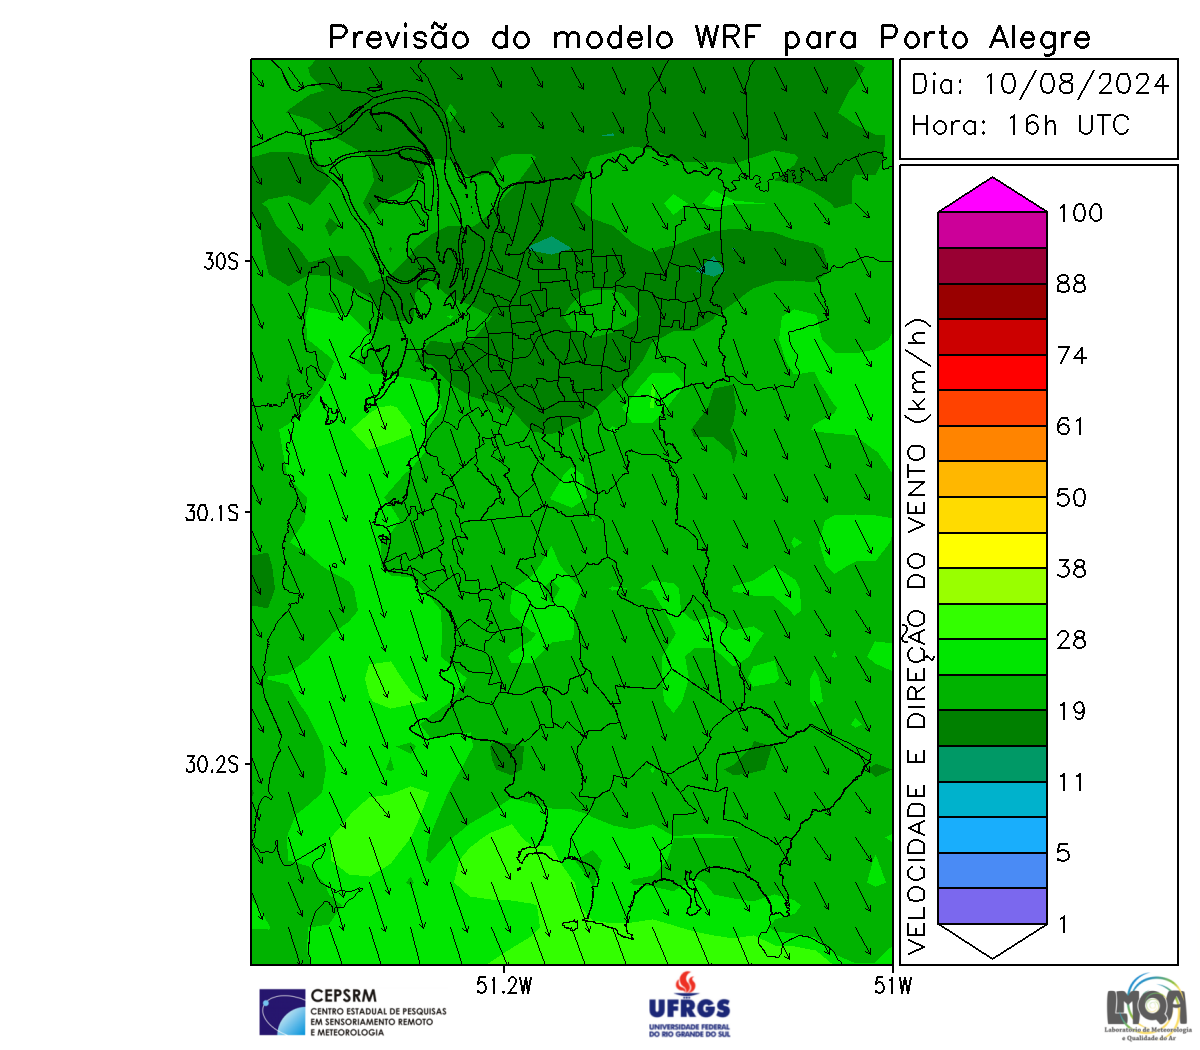 Previsão do modelo WRF para Porto Alegre
Dia: 10/08/2024
Hora: 16h UTC
30S
30.1S
30.2S
51.2W
51W
VELOCIDADE E DIREÇÃO DO VENTO (km/h)
100
88
74
61
50
38
28
19
11
5
1
CEPSRM
CENTRO ESTADUAL DE PESQUISAS
EM SENSORIAMENTO REMOTO
E METEOROLOGIA
UFRGS
UNIVERSIDADE FEDERAL
DO RIO GRANDE DO SUL
LMQA
Laboratório de Meteorologia
e Qualidade do Ar